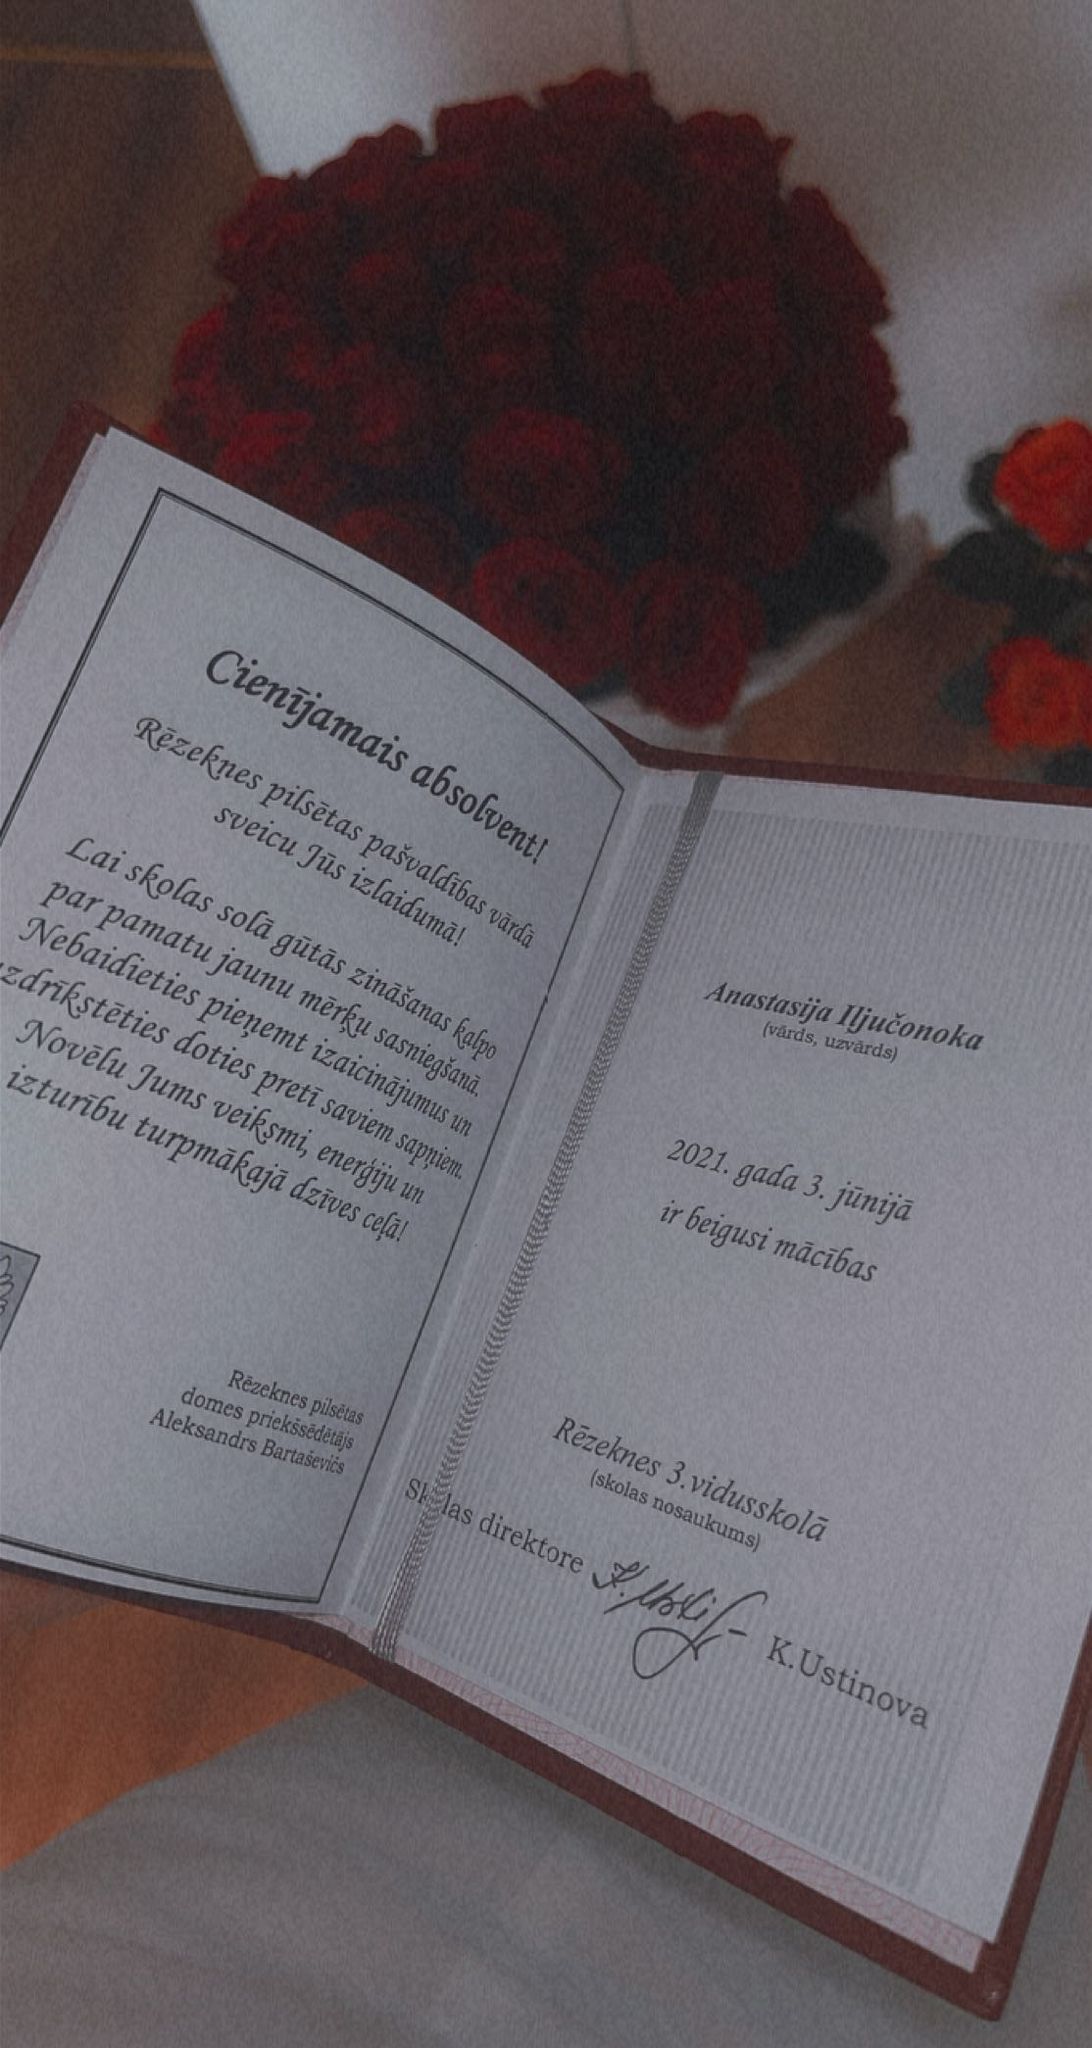 Cienījamais absolvent!
Rēzeknes pilsētas pašvaldības vārdā
sveicu Jūs izlaidumā!
Lai skolas solā gūtās zināšanas kalpo
par pamatu jaunu mērķu sasniegšanā.
Nebaidieties pieņemt izaicinājumus un
uzdrīkstēties doties pretī saviem sapņiem.
Novēlu Jums veiksmi, enerģiju un
izturību turpmākajā dzīves ceļā!
Rēzeknes pilsētas
domes priekšsēdētājs
Aleksandrs Bartaševičs
Anastasija Iļjučonoka
(vārds, uzvārds)
2021. gada 3. jūnijā
ir beigusi mācības
Rēzeknes 3.vidusskolā
(skolas nosaukums)
Skolas direktore K.Ustinova